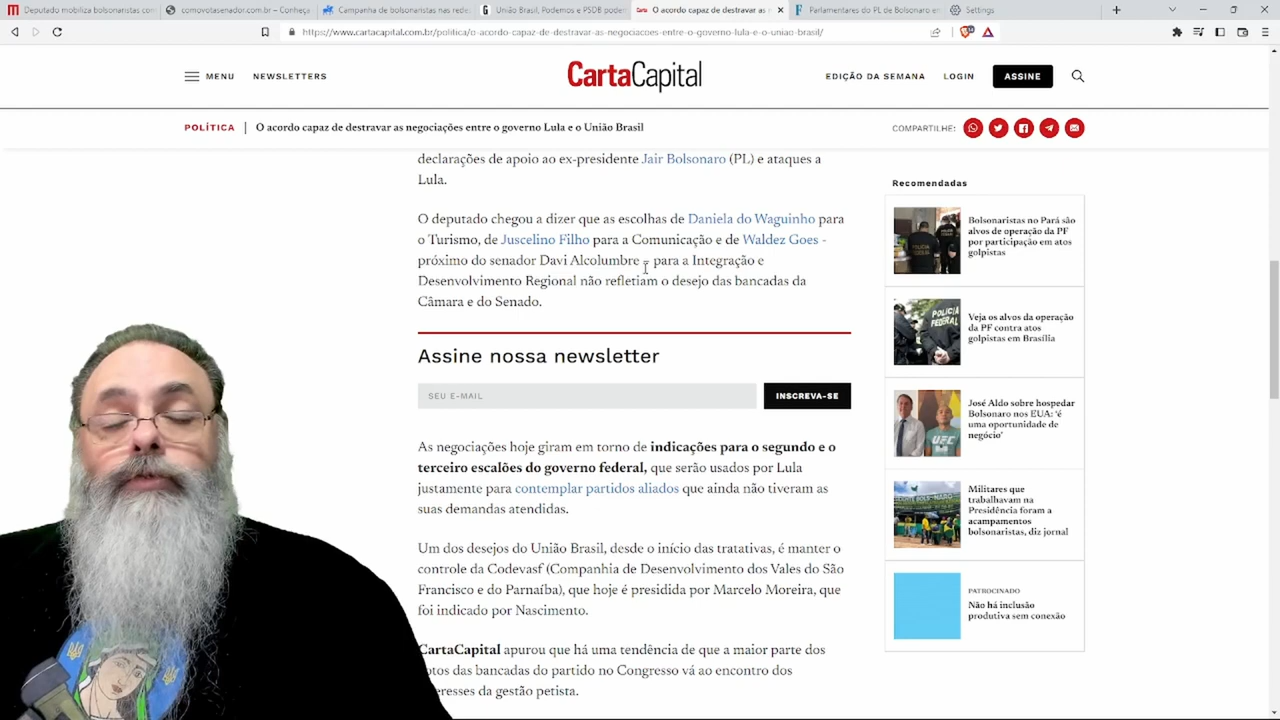 Deputado mobiliza bolsonaristas con
comovotasenador.com.br – Conheça
Campanha de bolsonaristas nas rede:
União Brasil, Podemos e PSDB poder
O acordo capaz de destravar as ne
Parlamentares do PL de Bolsonaro er
Settings
https://www.cartacapital.com.br/politica/o-acordo-capaz-de-destravar-as-negociacoes-entre-o-governo-lula-e-o-uniao-brasil/
MENU
NEWSLETTERS
CartaCapital
EDIÇÃO DA SEMANA
LOGIN
ASSINE
POLÍTICA | O acordo capaz de destravar as negociações entre o governo Lula e o União Brasil
COMPARTILHE:
declarações de apoio ao ex-presidente Jair Bolsonaro (PL) e ataques a
Lula.
O deputado chegou a dizer que as escolhas de Daniela do Waguinho para
o Turismo, de Juscelino Filho para a Comunicação e de Waldez Goes -
próximo do senador Davi Alcolumbre – para a Integração e
Desenvolvimento Regional não refletiam o desejo das bancadas da
Câmara e do Senado.
Assine nossa newsletter
SEU E-MAIL
INSCREVA-SE
As negociações hoje giram em torno de indicações para o segundo e o
terceiro escalões do governo federal, que serão usados por Lula
justamente para contemplar partidos aliados que ainda não tiveram as
suas demandas atendidas.
Um dos desejos do União Brasil, desde o início das tratativas, é manter o
controle da Codevasf (Companhia de Desenvolvimento dos Vales do São
Francisco e do Parnaíba), que hoje é presidida por Marcelo Moreira, que
foi indicado por Nascimento.
CartaCapital apurou que há uma tendência de que a maior parte dos
otos das bancadas do partido no Congresso vá ao encontro dos
eresses da gestão petista.
Recomendadas
Bolsonaristas no Pará são
alvos de operação da PF
por participação em atos
golpistas
Veja os alvos da operação
da PF contra atos
golpistas em Brasília
José Aldo sobre hospedar
Bolsonaro nos EUA: 'é
uma oportunidade de
negócio'
Militares que
trabalhavam na
Presidência foram a
acampamentos
bolsonaristas, diz jornal
PATROCINADO
Não há inclusão
produtiva sem conexão